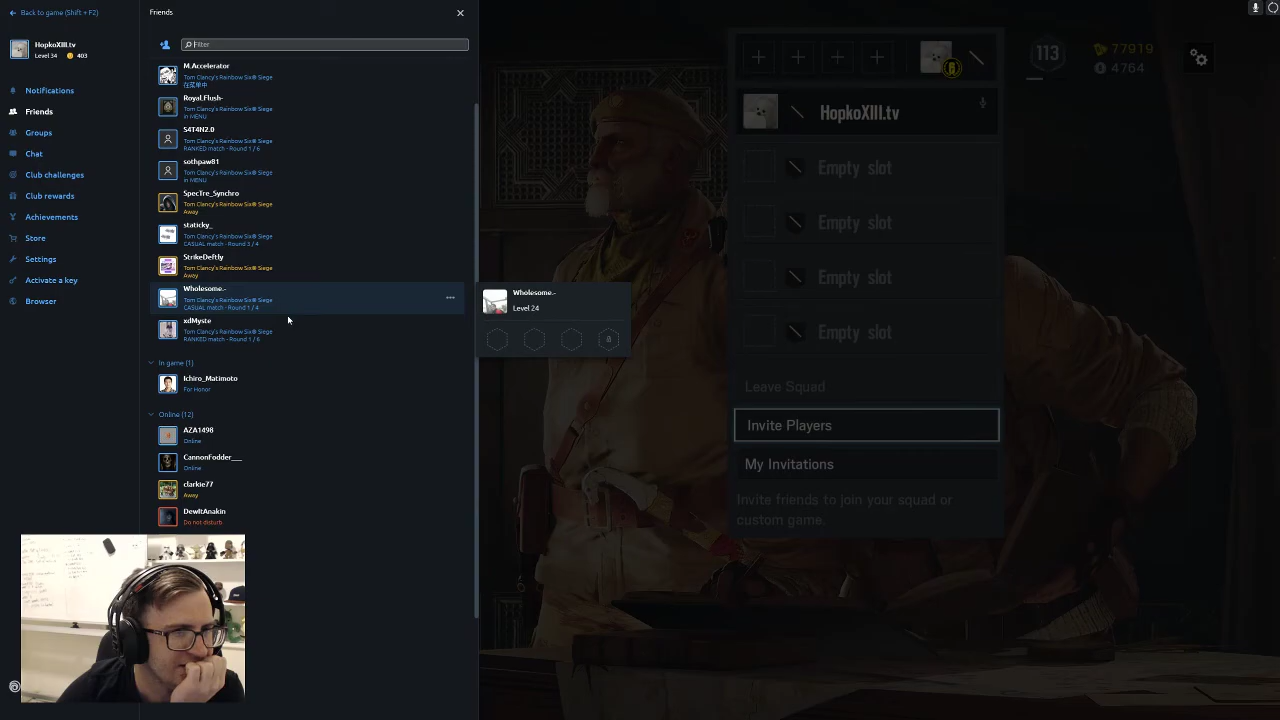 Back to game (Shift + F2)
HopkoXIII.tv
Level 34
403
Notifications
Friends
Groups
Chat
Club challenges
Club rewards
Achievements
Store
Settings
Activate a key
Browser
Friends
Filter
M.Accelerator
Tom Clancy's Rainbow Six® Siege
在菜单中
Royal.Flush-
Tom Clancy's Rainbow Six® Siege
in MENU
S4T4N2.0
Tom Clancy's Rainbow Six® Siege
RANKED match - Round 1 / 6
sothpaw81
Tom Clancy's Rainbow Six® Siege
in MENU
SpecTre_Synchro
Tom Clancy's Rainbow Six® Siege
Away
staticky_
Tom Clancy's Rainbow Six® Siege
CASUAL match - Round 3 / 4
StrikeDeftly
Tom Clancy's Rainbow Six® Siege
Away
Wholesome.-
Tom Clancy's Rainbow Six® Siege
CASUAL match - Round 1 / 4
xdMyste
Tom Clancy's Rainbow Six® Siege
RANKED match - Round 1 / 6
In game (1)
Ichiro_Matimoto
For Honor
Online (12)
AZA1498
Online
CannonFodder___
Online
clarkie77
Away
DewItAnakin
Do not disturb
Wholesome.-
Level 24
113
77919
4764
HopkoXIII.tv
Empty slot
Empty slot
Empty slot
Empty slot
Leave Squad
Invite Players
My Invitations
Invite friends to join your squad or
custom game.